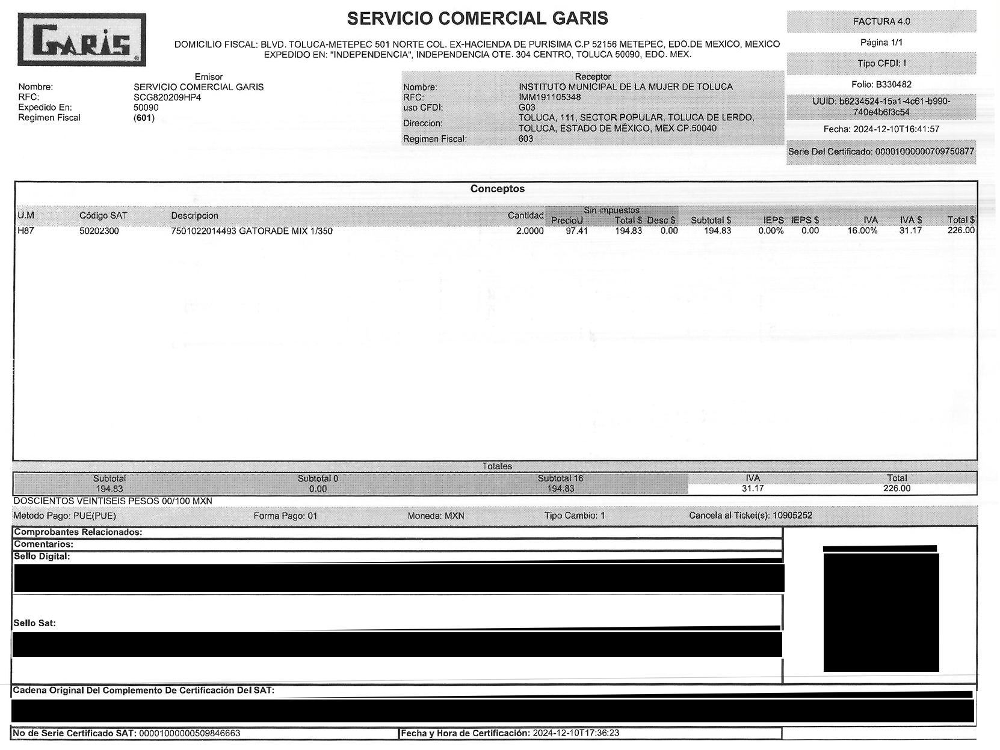 GARIS
SERVICIO COMERCIAL GARIS
DOMICILIO FISCAL: BLVD. TOLUCA-METEPEC 501 NORTE COL. EX-HACIENDA DE PURISIMA C.P 52156 METEPEC, EDO.DE MEXICO, MEXICO
EXPEDIDO EN: "INDEPENDENCIA", INDEPENDENCIA OTE. 304 CENTRO, TOLUCA 50090, EDO. MEX.
FACTURA 4.0
Página 1/1
Tipo CFDI: I
Folio: B330482
UUID: b6234524-15a1-4c61-b990-
740e4b6f3c54
Fecha: 2024-12-10T16:41:57
Serie Del Certificado: 00001000000709750877
Emisor
Nombre: SERVICIO COMERCIAL GARIS
RFC: SCG820209HP4
Expedido En: 50090
Regimen Fiscal (601)
Receptor
Nombre: INSTITUTO MUNICIPAL DE LA MUJER DE TOLUCA
RFC: IMM191105348
uso CFDI: G03
Direccion: TOLUCA, 111, SECTOR POPULAR, TOLUCA DE LERDO,
TOLUCA, ESTADO DE MÉXICO, MEX CP.50040
Regimen Fiscal: 603
Conceptos
Sin impuestos
U.M Código SAT Descripcion Cantidad PrecioU Total $ Desc $ Subtotal $ IEPS IEPS $ IVA IVA $ Total $
H87 50202300 7501022014493 GATORADE MIX 1/350 2.0000 97.41 194.83 0.00 194.83 0.00% 0.00 16.00% 31.17 226.00
Totales
Subtotal Subtotal 0 Subtotal 16 IVA Total
194.83 0.00 194.83 31.17 226.00
DOSCIENTOS VEINTISEIS PESOS 00/100 MXN
Metodo Pago: PUE(PUE) Forma Pago: 01 Moneda: MXN Tipo Cambio: 1 Cancela al Ticket(s): 10905252
Comprobantes Relacionados:
Comentarios:
Sello Digital:
Sello Sat:
Cadena Original Del Complemento De Certificación Del SAT:
No de Serie Certificado SAT: 00001000000509846663 Fecha y Hora de Certificación: 2024-12-10T17:36:23